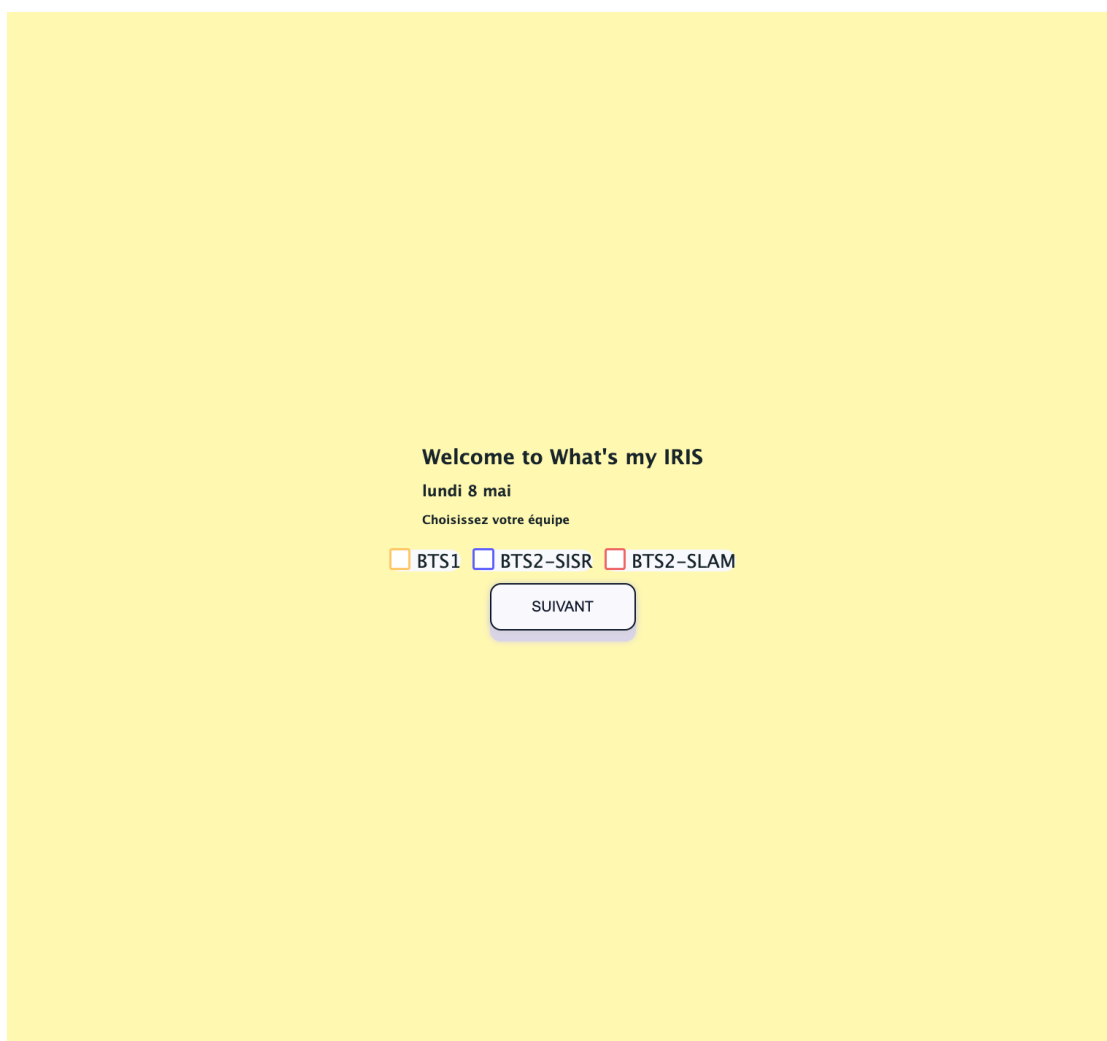 Welcome to What's my IRIS
lundi 8 mai
Choisissez votre équipe
BTS1 BTS2-SISR BTS2-SLAM
SUIVANT